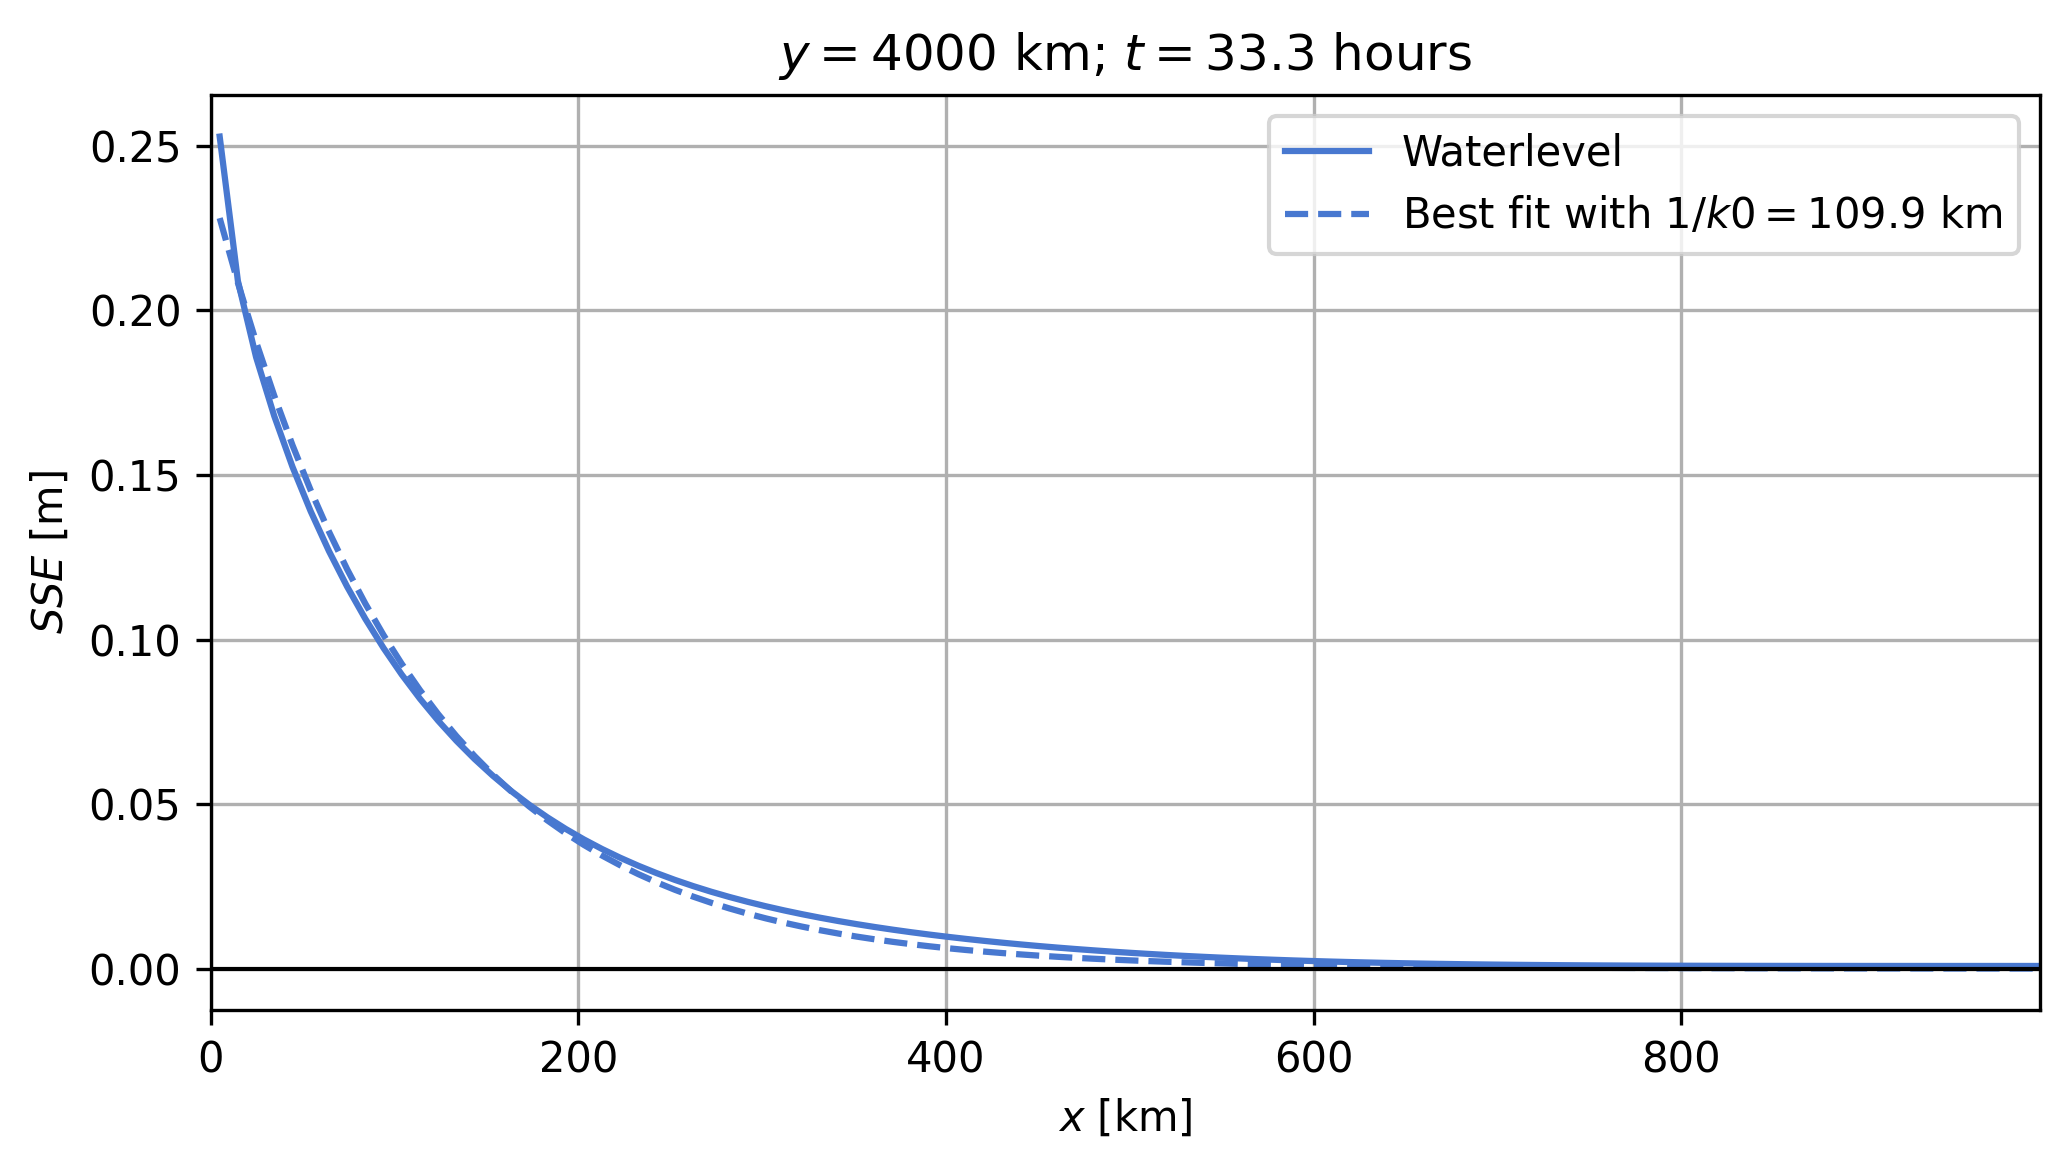 y = 4000 km; t = 33.3 hours
Waterlevel
Best fit with 1/k0 = 109.9 km
0.25
0.20
0.15
0.10
0.05
0.00
SSE [m]
0 200 400 600 800
x [km]